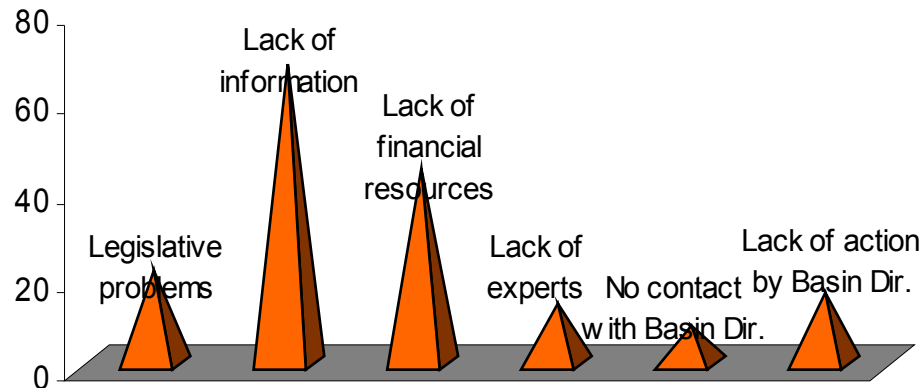 80
60
40
20
0
Legislative
problems
Lack of
information
Lack of
financial
resources
Lack of
experts
No contact
with Basin Dir.
Lack of action
by Basin Dir.